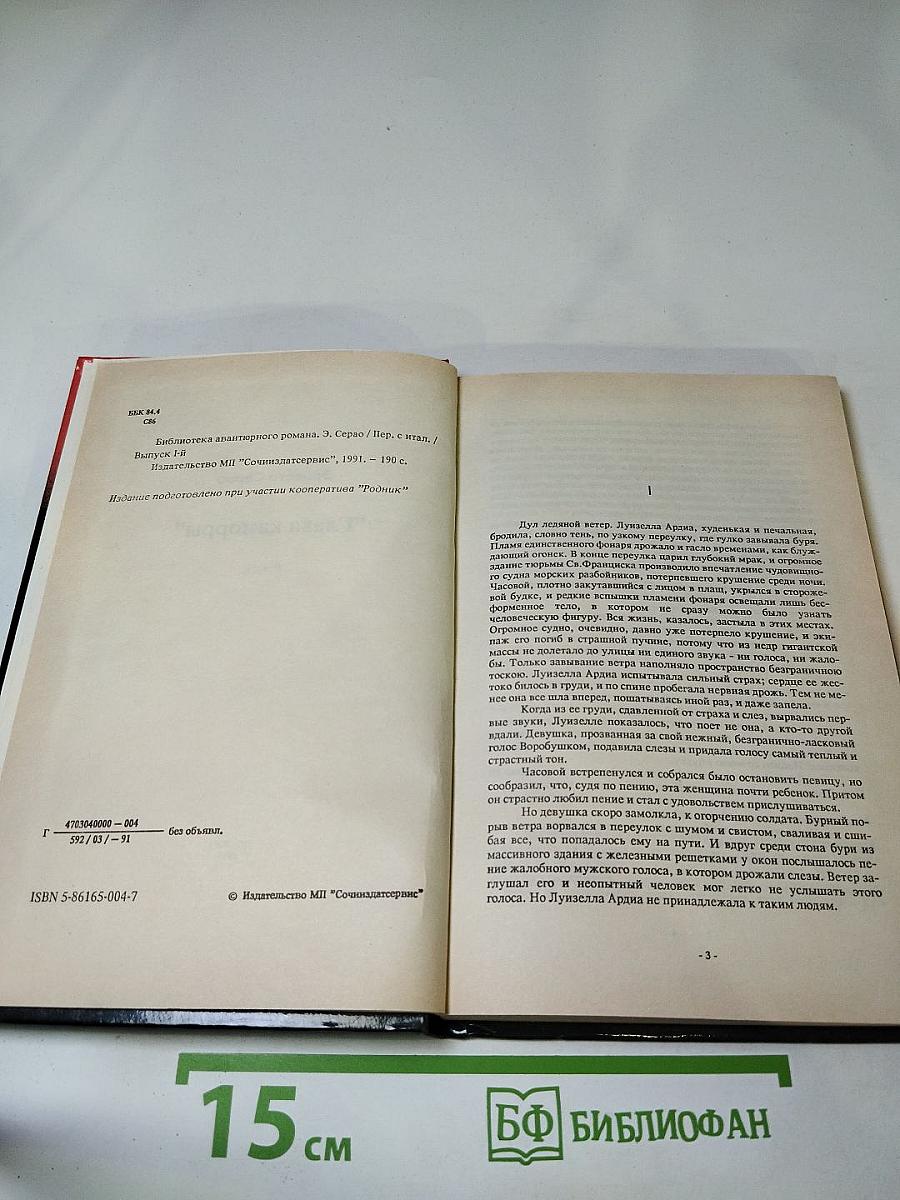 ББК 84.4
С86
Библиотека авантюрного романа. Э. Серао / Пер. с итал. /
Выпуск I-й
Издательство МП "Сочииздатсервис", 1991. – 190 с.
Издание подготовлено при участии кооператива "Родник"
Г 4703040000 – 004
592 / 03 / – 91
без объявл.
ISBN 5-86165-004-7
© Издательство МП "Сочииздатсервис"
I
Дул ледяной ветер. Луизелла Ардиа, худенькая и печальная,
бродила, словно тень, по узкому переулку, где гулко завывала буря.
Пламя единственного фонаря дрожало и гасло временами, как блуж-
дающий огонек. В конце переулка царил глубокий мрак, и огромное
здание тюрьмы Св.Франциска производило впечатление чудовищно-
го судна морских разбойников, потерпевшего крушение среди ночи.
Часовой, плотно закутавшийся с лицом в плащ, укрылся в стороже-
вой будке, и редкие вспышки пламени фонаря освещали лишь бес-
форменное тело, в котором не сразу можно было узнать
человеческую фигуру. Вся жизнь, казалось, застыла в этих местах.
Огромное судно, очевидно, давно уже потерпело крушение, и эки-
паж его погиб в страшной пучине, потому что из недр гигантской
массы не долетало до улицы ни единого звука - ни голоса, ни жало-
бы. Только завывание ветра наполняло пространство безграничною
тоскою. Луизелла Ардиа испытывала сильный страх; сердце ее жес-
токо билось в груди, и по спине пробегала нервная дрожь. Тем не ме-
нее она все шла вперед, пошатываясь иной раз, и даже запела.
Когда из ее груди, сдавленной от страха и слез, вырвались пер-
вые звуки, Луизелле показалось, что поет не она, а кто-то другой
вдали. Девушка, прозванная за свой нежный, безгранично-ласковый
голос Воробушком, подавила слезы и придала голосу самый теплый и
страстный тон.
Часовой встрепенулся и собрался было остановить певицу, но
сообразил, что, судя по пению, эта женщина почти ребенок. Притом
он страстно любил пение и стал с удовольствием прислушиваться.
Но девушка скоро замолкла, к огорчению солдата. Бурный по-
рыв ветра ворвался в переулок с шумом и свистом, сваливая и сши-
бая все, что попадалось ему на пути. И вдруг среди стона бури из
массивного здания с железными решетками у окон послышалось пе-
ние жалобного мужского голоса, в котором дрожали слезы. Ветер за-
глушал его и неопытный человек мог легко не услышать этого
голоса. Но Луизелла Ардиа не принадлежала к таким людям.
- 3 -
15 см
БФ БИБЛИОФАН